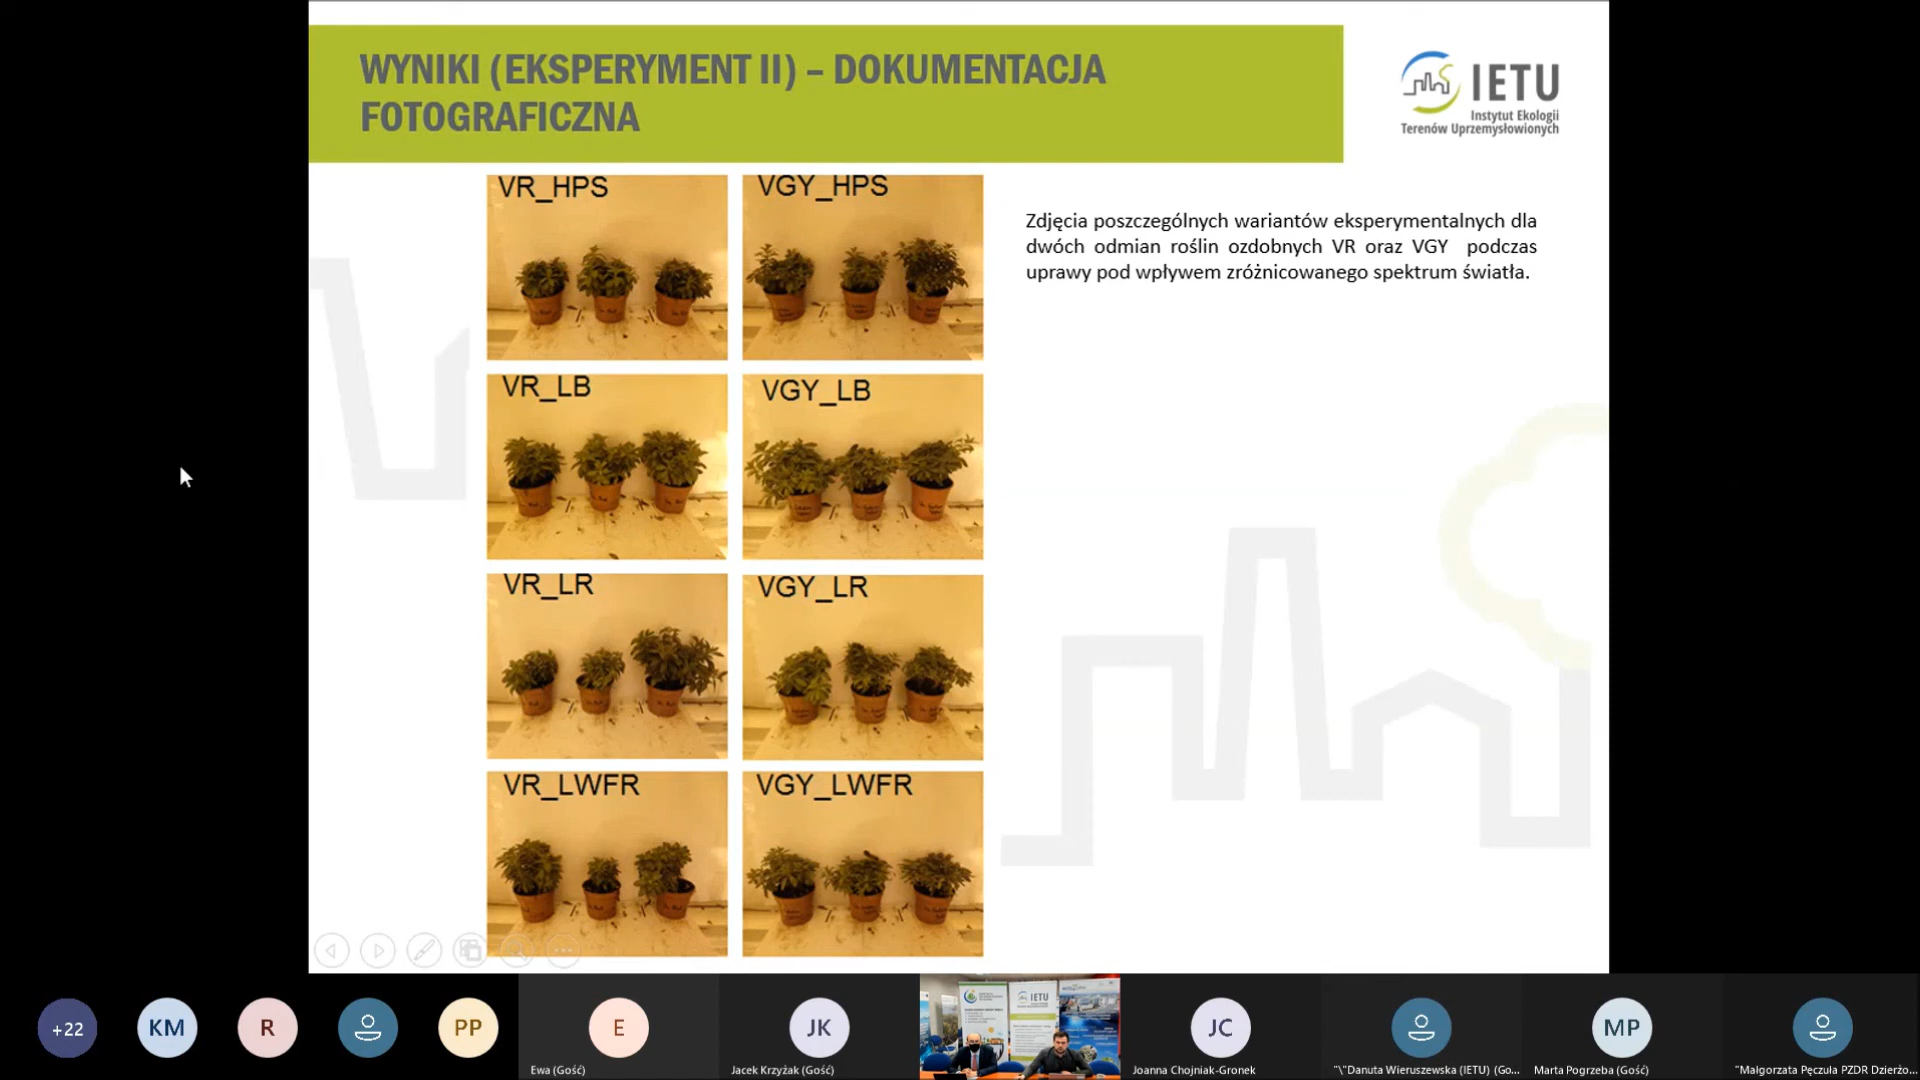 WYNIKI (EKSPERYMENT II) – DOKUMENTACJA
FOTOGRAFICZNA
IETU
Instytut Ekologii
Terenów Uprzemysłowionych
VR_HPS
VGY_HPS
Zdjęcia poszczególnych wariantów eksperymentalnych dla
dwóch odmian roślin ozdobnych VR oraz VGY podczas
uprawy pod wpływem zróżnicowanego spektrum światła.
VR_LB
VGY_LB
VR_LR
VGY_LR
VR_LWFR
VGY_LWFR
+22
KM
R
PP
E
Ewa (Gość)
JK
Jacek Krzyżak (Gość)
IETU
JC
Joanna Chojniak-Gronek
"\"Danuta Wieruszewska (IETU) (Go...
MP
Marta Pogrzeba (Gość)
"Małgorzata Pęczuła PZDR Dzierżo...